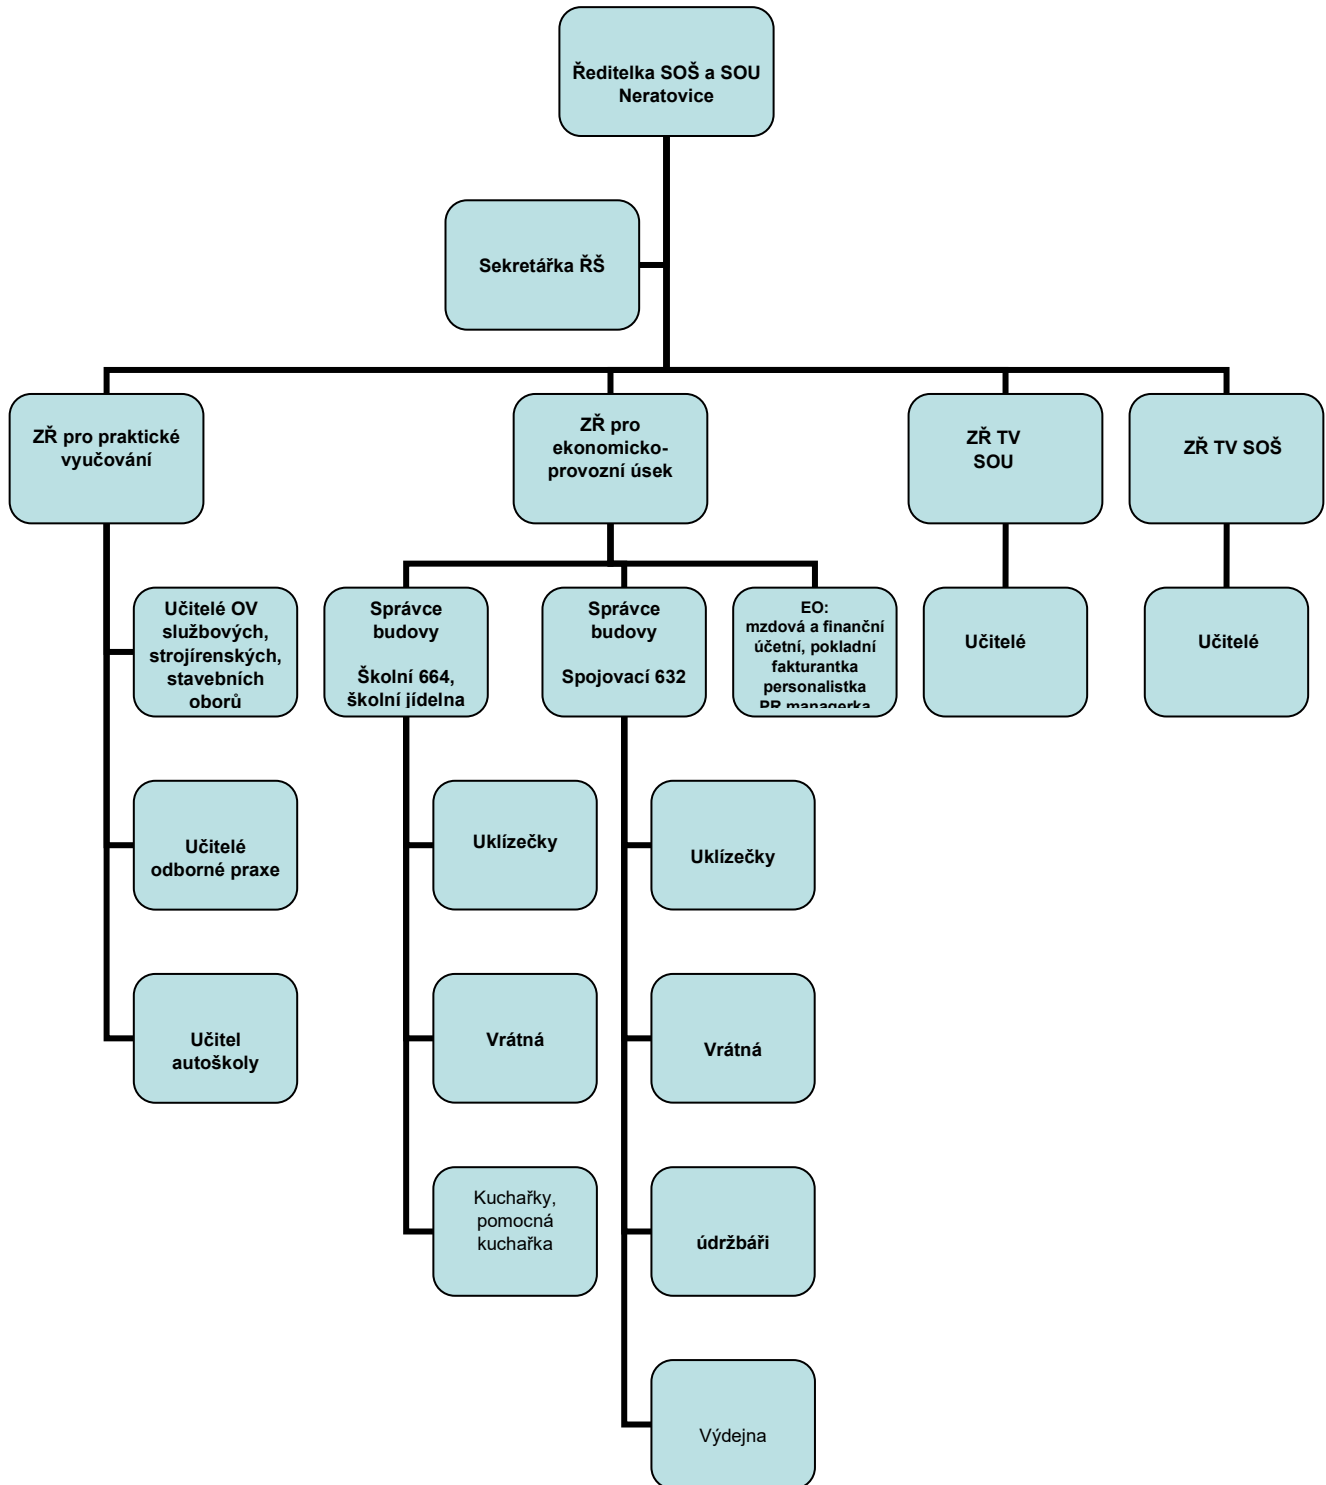 Ředitelka SOŠ a SOU
Neratovice
Sekretářka ŘŠ
ZŘ pro praktické
vyučování
ZŘ pro
ekonomicko-
provozní úsek
ZŘ TV
SOU
ZŘ TV SOŠ
Učitelé OV
službových,
strojírenských,
stavebních
oborů
Správce
budovy
Školní 664,
školní jídelna
Správce
budovy
Spojovací 632
EO:
mzdová a finanční
účetní, pokladní
fakturantka
personalistka
PR managerka
Učitelé
Učitelé
Učitelé
odborné praxe
Uklízečky
Uklízečky
Učitel
autoškoly
Vrátná
Vrátná
Kuchařky,
pomocná
kuchařka
údržbáři
Výdejna